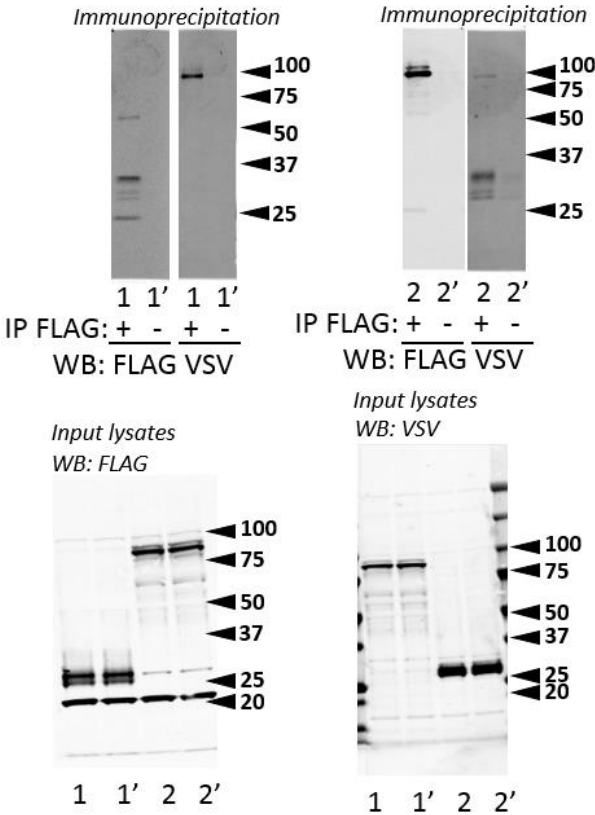 Immunoprecipitation
100
75
50
37
25
1 1’ 1 1’
IP FLAG: + - + -
WB: FLAG VSV
Immunoprecipitation
100
75
50
37
25
2 2’ 2 2’
IP FLAG: + - + -
WB: FLAG VSV
Input lysates
WB: FLAG
100
75
50
37
25
20
1 1’ 2 2’
Input lysates
WB: VSV
100
75
50
37
25
20
1 1’ 2 2’